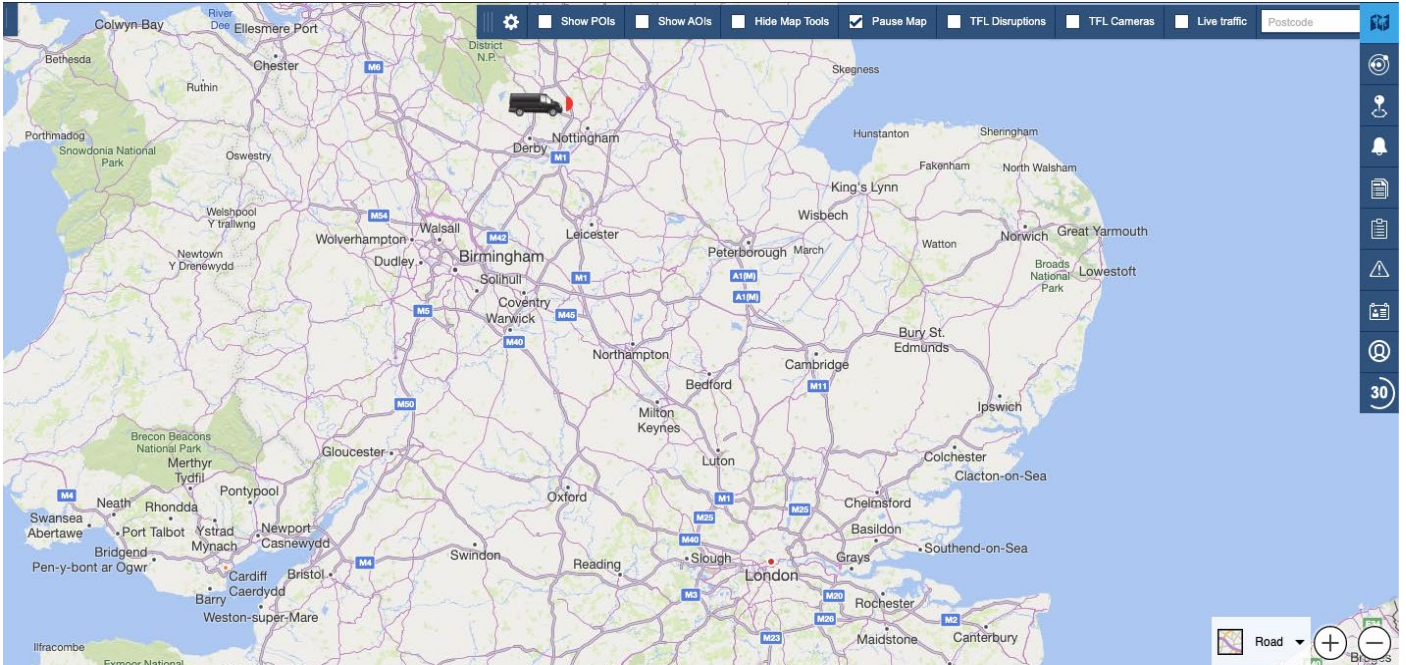 Show POIs
Show AOIs
Hide Map Tools
Pause Map
TFL Disruptions
TFL Cameras
Live traffic
Postcode
Colwyn Bay
River
Dee
Ellesmere Port
District
N.P.
Bethesda
Chester
M6
Skegness
Ruthin
Porthmadog
Snowdonia National
Park
Oswestry
Derby
Nottingham
M1
Hunstanton
Sheringham
Fakenham
North Walsham
King's Lynn
Welshpool
Y trallwng
M54
Walsall
Wolverhampton
M42
Leicester
Wisbech
Peterborough
March
Watton
Norwich
Great Yarmouth
Newtown
Y Drenewydd
Dudley
Birmingham
Solihull
M1
A1(M)
A1(M)
Broads
National
Park
Lowestoft
Coventry
Warwick
M5
M45
M40
Northampton
Cambridge
Bury St.
Edmunds
M11
Bedford
M50
Milton
Keynes
Ipswich
Brecon Beacons
National Park
Merthyr
Tydfil
Gloucester
Luton
Colchester
Clacton-on-Sea
M4
Neath
Rhondda
Pontypool
Oxford
M1
M25
M25
Chelmsford
Swansea
Abertawe
Port Talbot
Ystrad
Mynach
Newport
Casnewydd
Basildon
Bridgend
Pen-y-bont ar Ogwr
M4
Swindon
Reading
M40
Slough
London
Grays
Southend-on-Sea
Cardiff
Caerdydd
Bristol
Barry
Weston-super-Mare
M3
M20
Rochester
M26
M2
M23
Maidstone
Canterbury
Ilfracombe
Exmoor National
30
Road